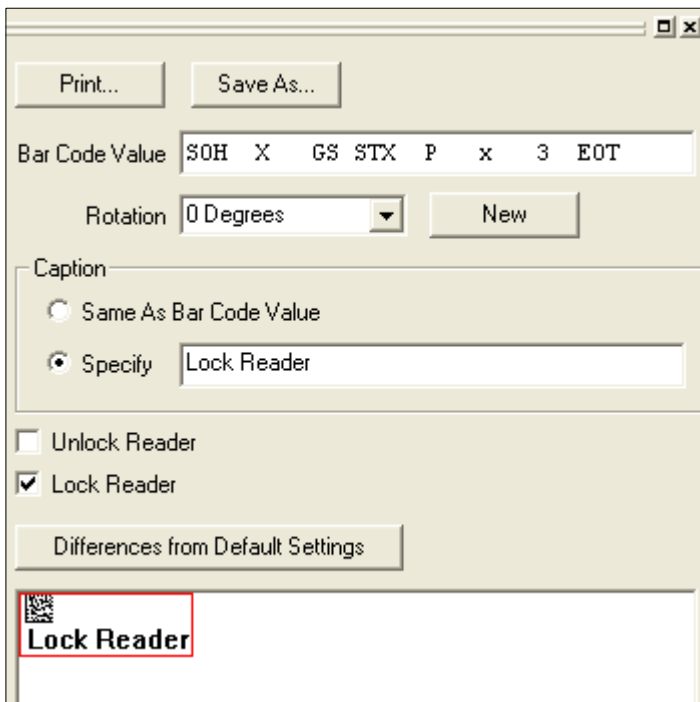 Print... Save As...
Bar Code Value SOH X GS STX P x 3 EOT
Rotation 0 Degrees New
Caption
Same As Bar Code Value
Specify Lock Reader
Unlock Reader
Lock Reader
Differences from Default Settings
Lock Reader